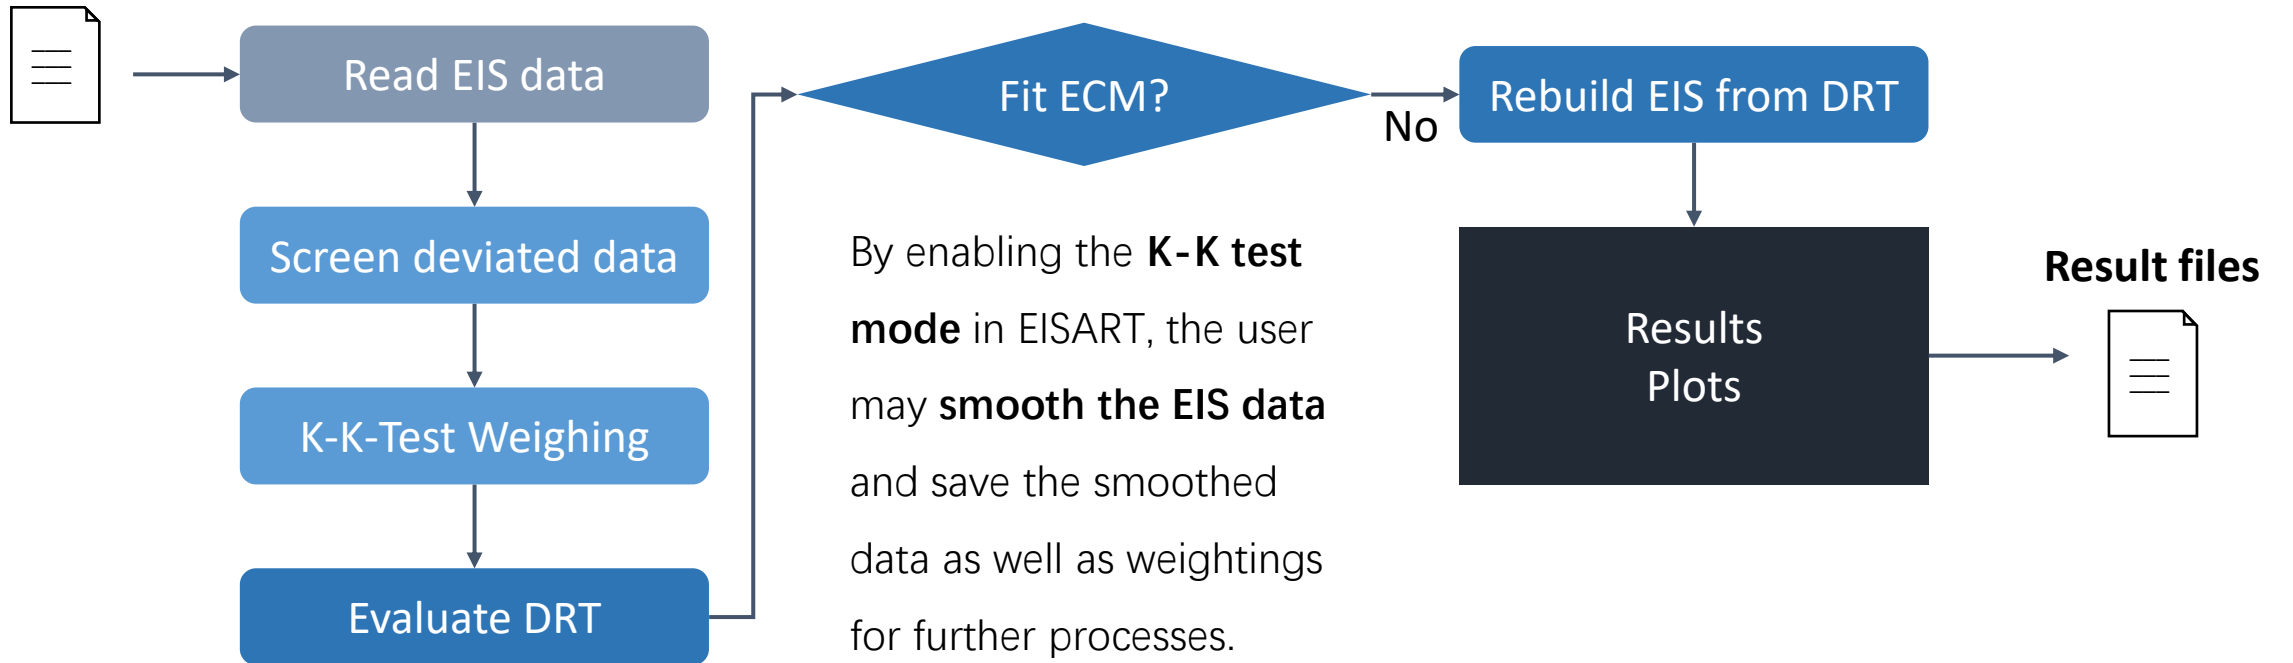 Read EIS data
Screen deviated data
K-K-Test Weighing
Evaluate DRT
Fit ECM?
No
By enabling the K-K test
mode in EISART, the user
may smooth the EIS data
and save the smoothed
data as well as weightings
for further processes.
Rebuild EIS from DRT
Results
Plots
Result files